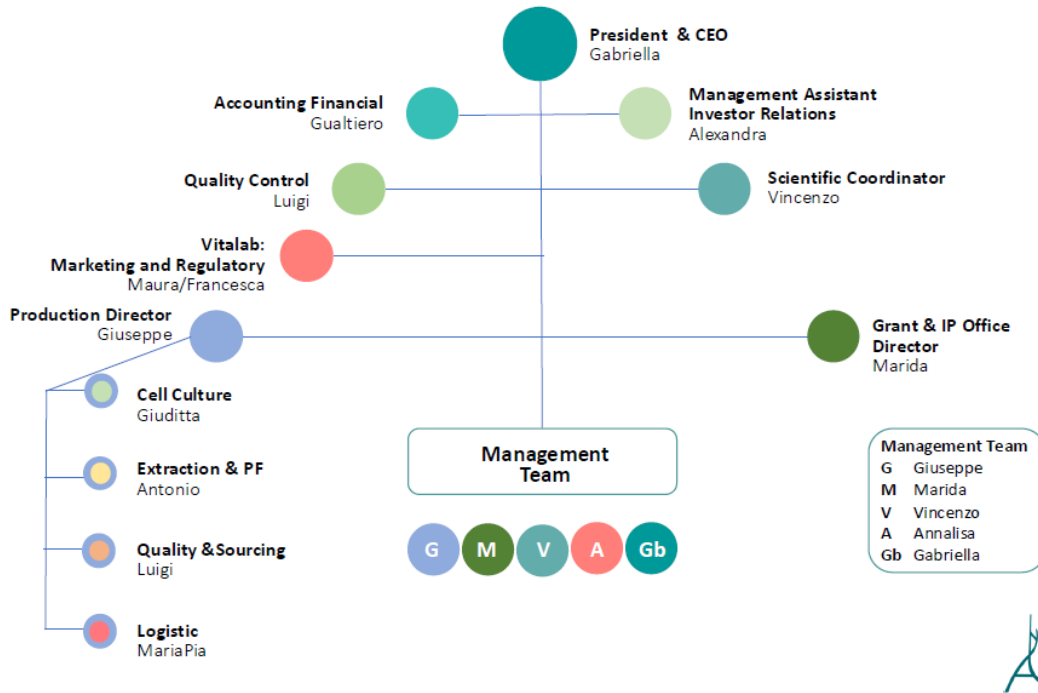 President & CEO
Gabriella
Accounting Financial
Gualtiero
Management Assistant
Investor Relations
Alexandra
Quality Control
Luigi
Scientific Coordinator
Vincenzo
Vitalab:
Marketing and Regulatory
Maura/Francesca
Production Director
Giuseppe
Grant & IP Office
Director
Marida
Cell Culture
Giuditta
Extraction & PF
Antonio
Quality &Sourcing
Luigi
Logistic
MariaPia
Management
Team
G M V A Gb
Management Team
G Giuseppe
M Marida
V Vincenzo
A Annalisa
Gb Gabriella